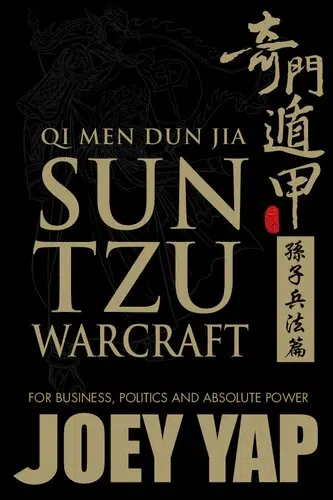 奇門遁甲
QI MEN DUN JIA
SUN
TZU
WARCRAFT
孫子兵法篇
FOR BUSINESS, POLITICS AND ABSOLUTE POWER
JOEY YAP